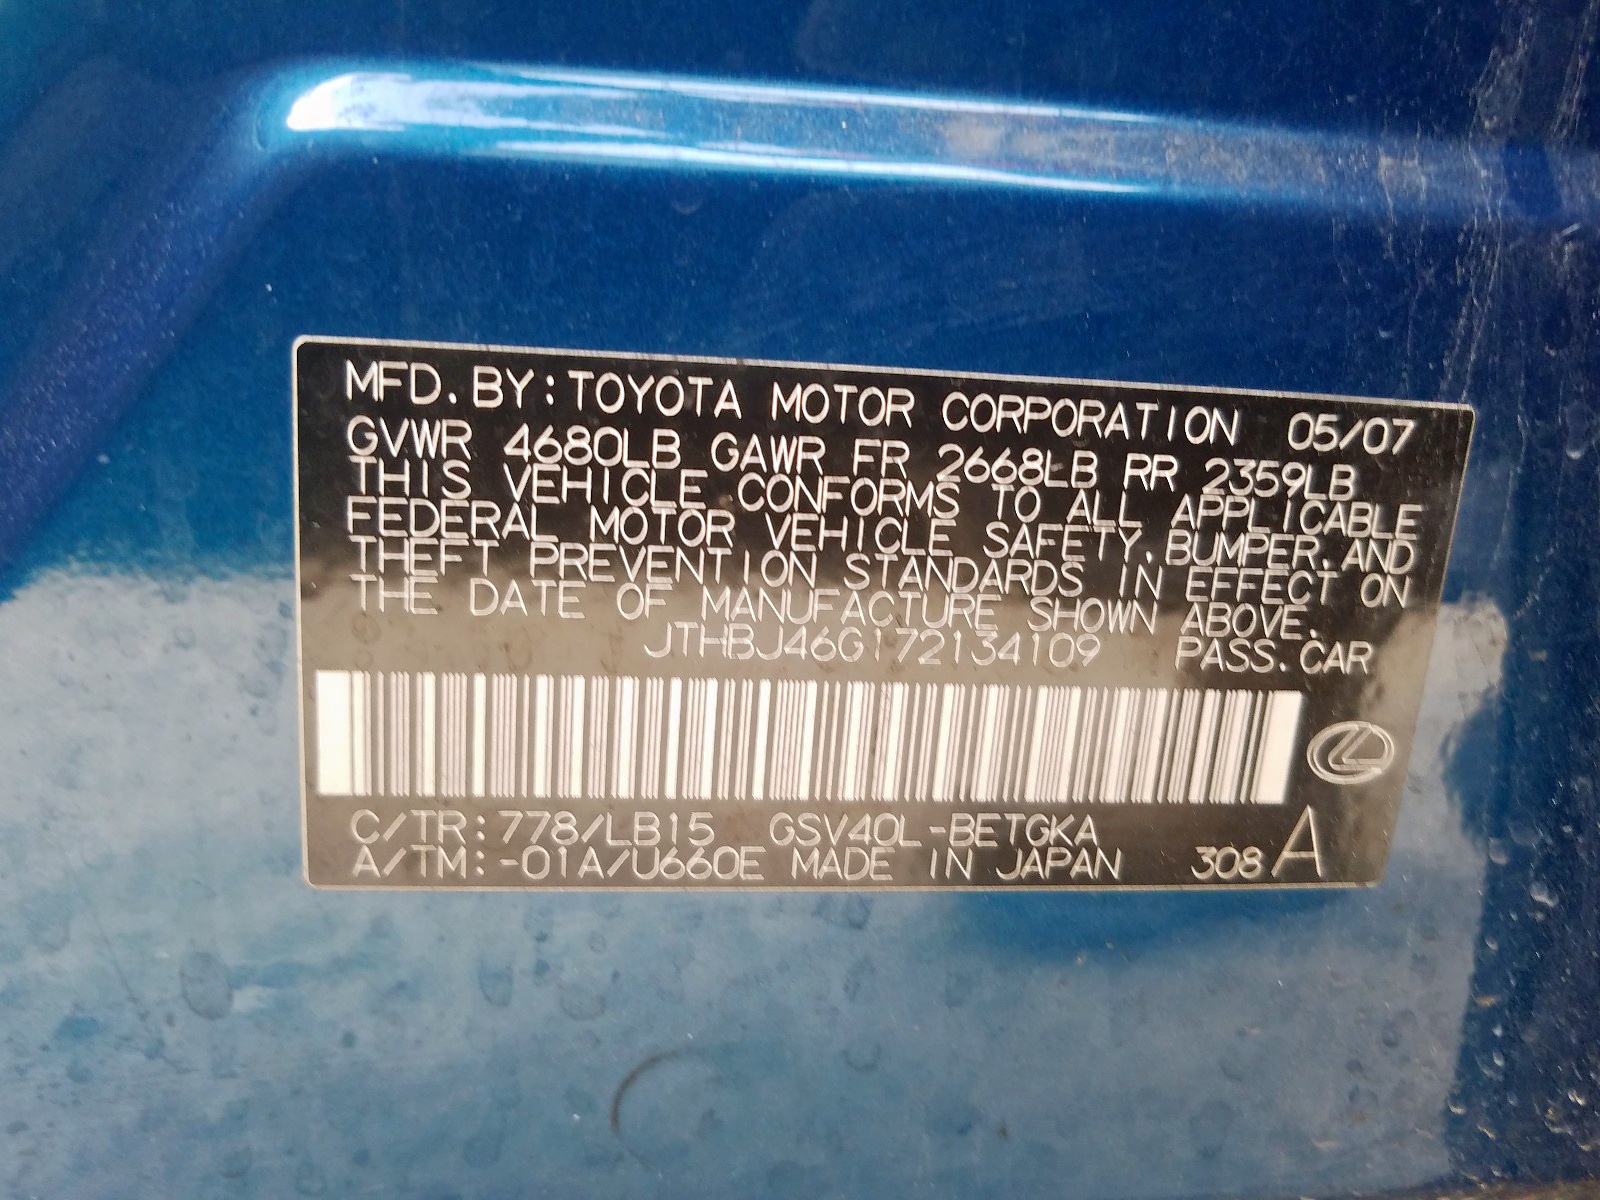 MFD. BY: TOYOTA MOTOR CORPORATION 05/07
GVWR 4680LB GAWR FR 2668LB RR 2359LB
THIS VEHICLE CONFORMS TO ALL APPLICABLE
FEDERAL MOTOR VEHICLE SAFETY, BUMPER, AND
THEFT PREVENTION STANDARDS IN EFFECT ON
THE DATE OF MANUFACTURE SHOWN ABOVE.
JTHBJ46G172134109 PASS. CAR
C/TR: 778/LB15 GSV40L-BETGKA
A/TM: -01A/U660E MADE IN JAPAN 308 A